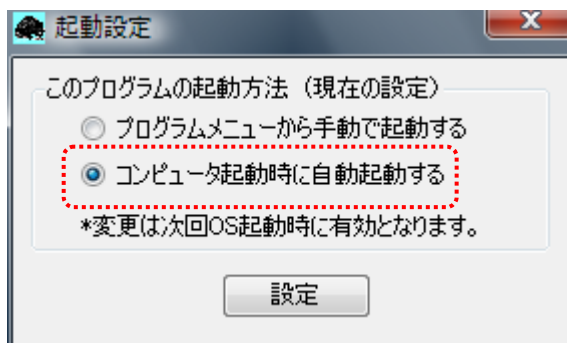 起動設定
このプログラムの起動方法（現在の設定）
プログラムメニューから手動で起動する
コンピュータ起動時に自動起動する
*変更は次回OS起動時に有効となります。
設定